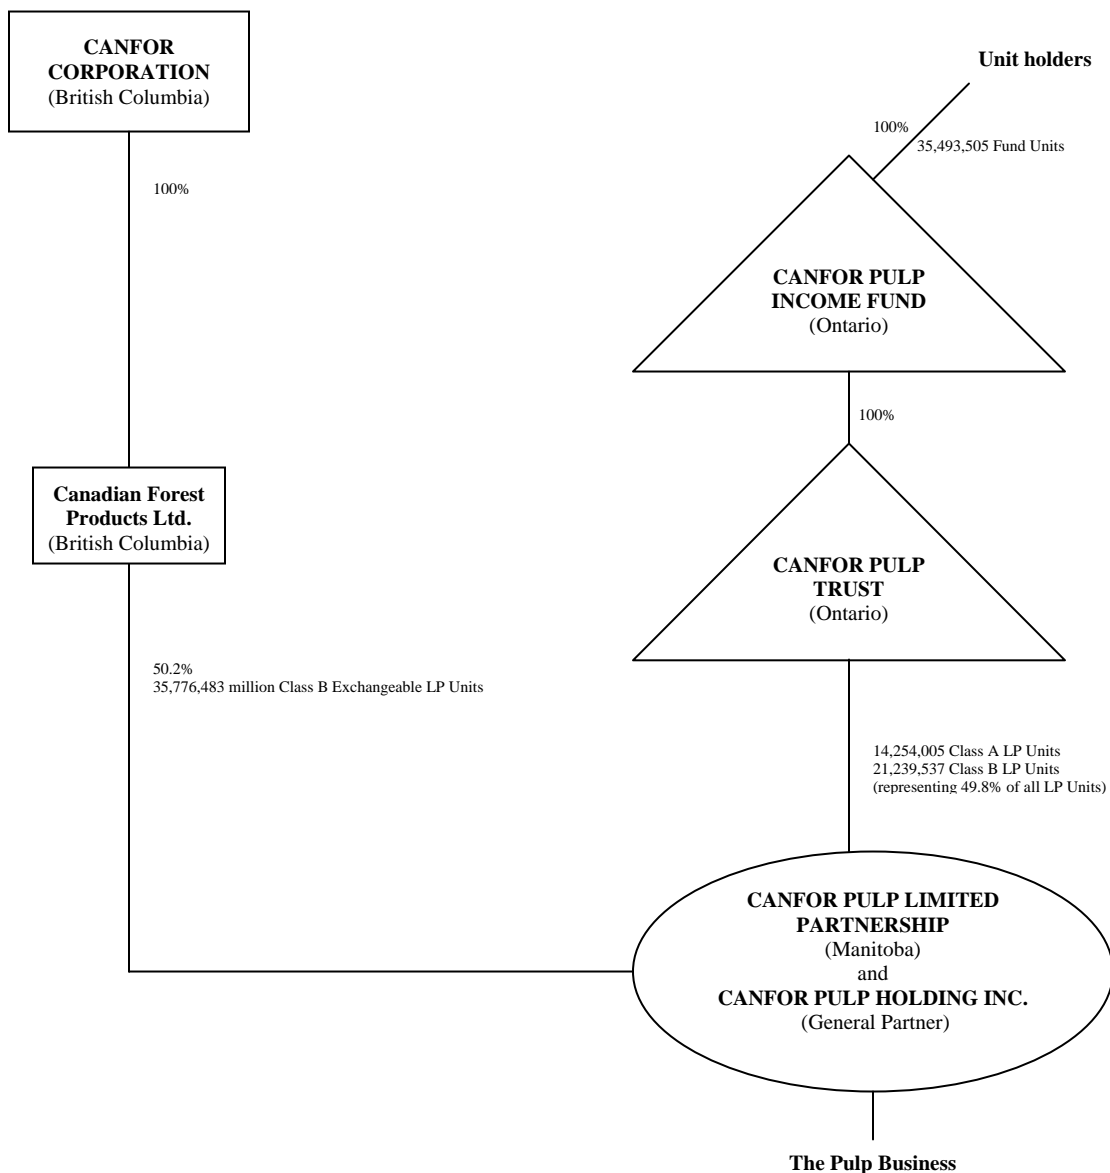 CANFOR
CORPORATION
(British Columbia)
Unit holders
100%
35,493,505 Fund Units
100%
CANFOR PULP
INCOME FUND
(Ontario)
100%
Canadian Forest
Products Ltd.
(British Columbia)
CANFOR PULP
TRUST
(Ontario)
50.2%
35,776,483 million Class B Exchangeable LP Units
14,254,005 Class A LP Units
21,239,537 Class B LP Units
(representing 49.8% of all LP Units)
CANFOR PULP LIMITED
PARTNERSHIP
(Manitoba)
and
CANFOR PULP HOLDING INC.
(General Partner)
The Pulp Business